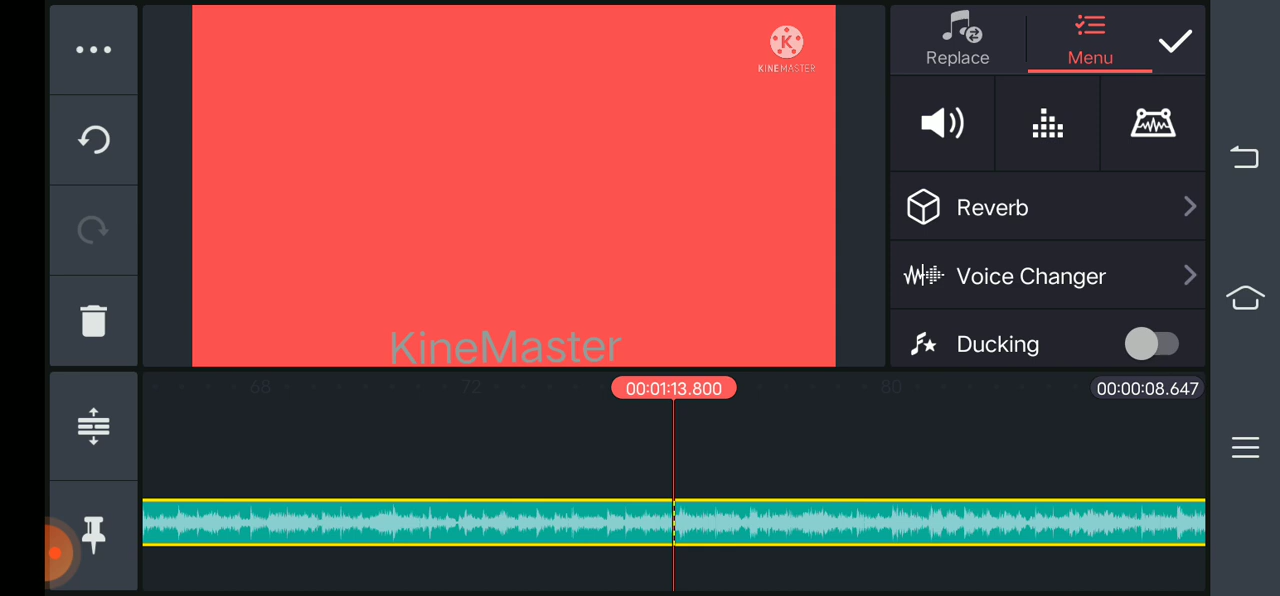 K
KINEMASTER
Replace
Menu
Reverb
Voice Changer
KineMaster
Ducking
68
72
00:01:13.800
80
00:00:08.647